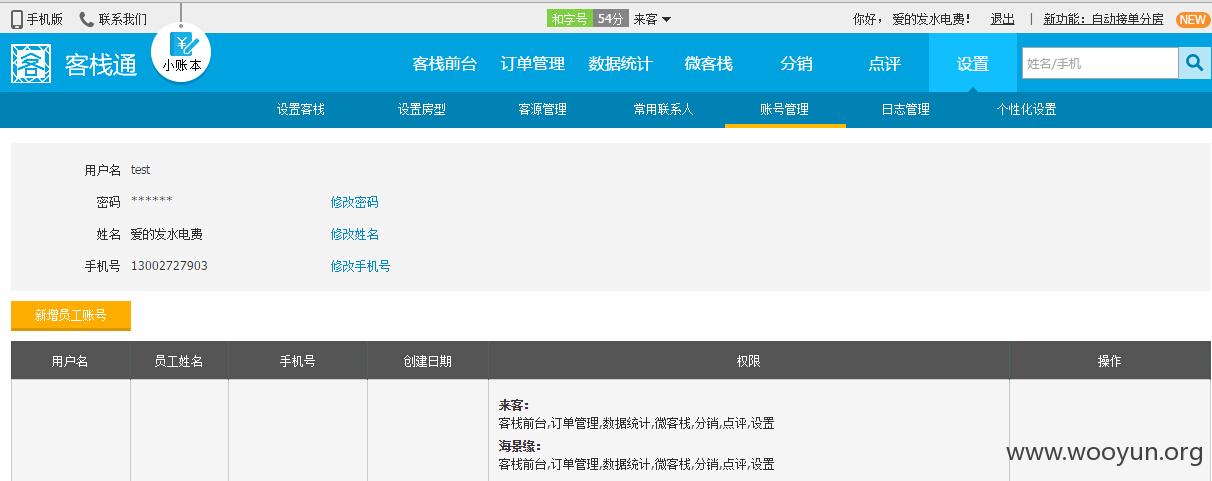 手机版 联系我们 和字号 54分 来客 你好， 爱的发水电费！ 退出 | 新功能：自动接单分房 NEW
客 客栈通 小账本 客栈前台 订单管理 数据统计 微客栈 分销 点评 设置 姓名/手机
设置客栈 设置房型 客源管理 常用联系人 账号管理 日志管理 个性化设置
用户名 test
密码 ****** 修改密码
姓名 爱的发水电费 修改姓名
手机号 13002727903 修改手机号
新增员工账号
用户名 员工姓名 手机号 创建日期 权限 操作
来客：
客栈前台,订单管理,数据统计,微客栈,分销,点评,设置
海景缘：
客栈前台,订单管理,数据统计,微客栈,分销,点评,设置
www.wooyun.org